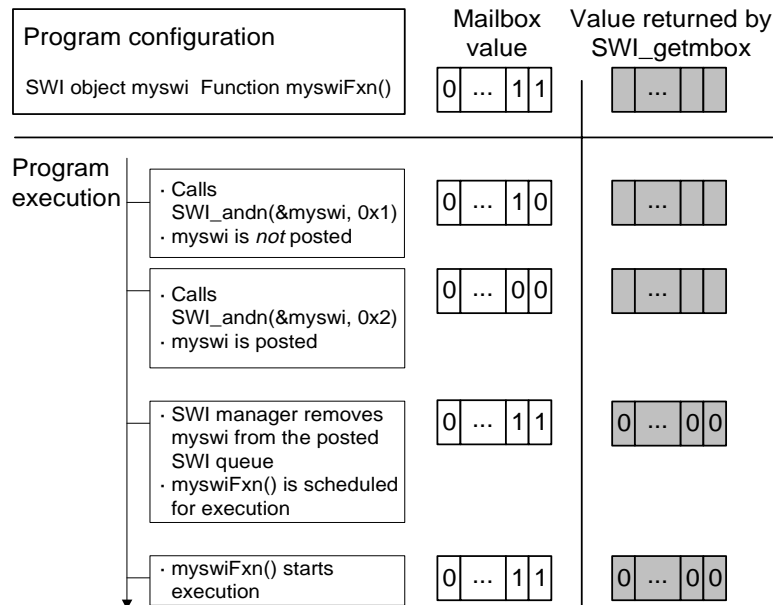 Program configuration
SWI object myswi Function myswiFxn()
Mailbox
value
Value returned by
SWI_getmbox
0 ... 1 1
...
Program
execution
· Calls
SWI_andn(&myswi, 0x1)
· myswi is not posted
0 ... 1 0
...
· Calls
SWI_andn(&myswi, 0x2)
· myswi is posted
0 ... 0 0
...
· SWI manager removes
myswi from the posted
SWI queue
· myswiFxn() is scheduled
for execution
0 ... 1 1
0 ... 0 0
· myswiFxn() starts
execution
0 ... 1 1
0 ... 0 0